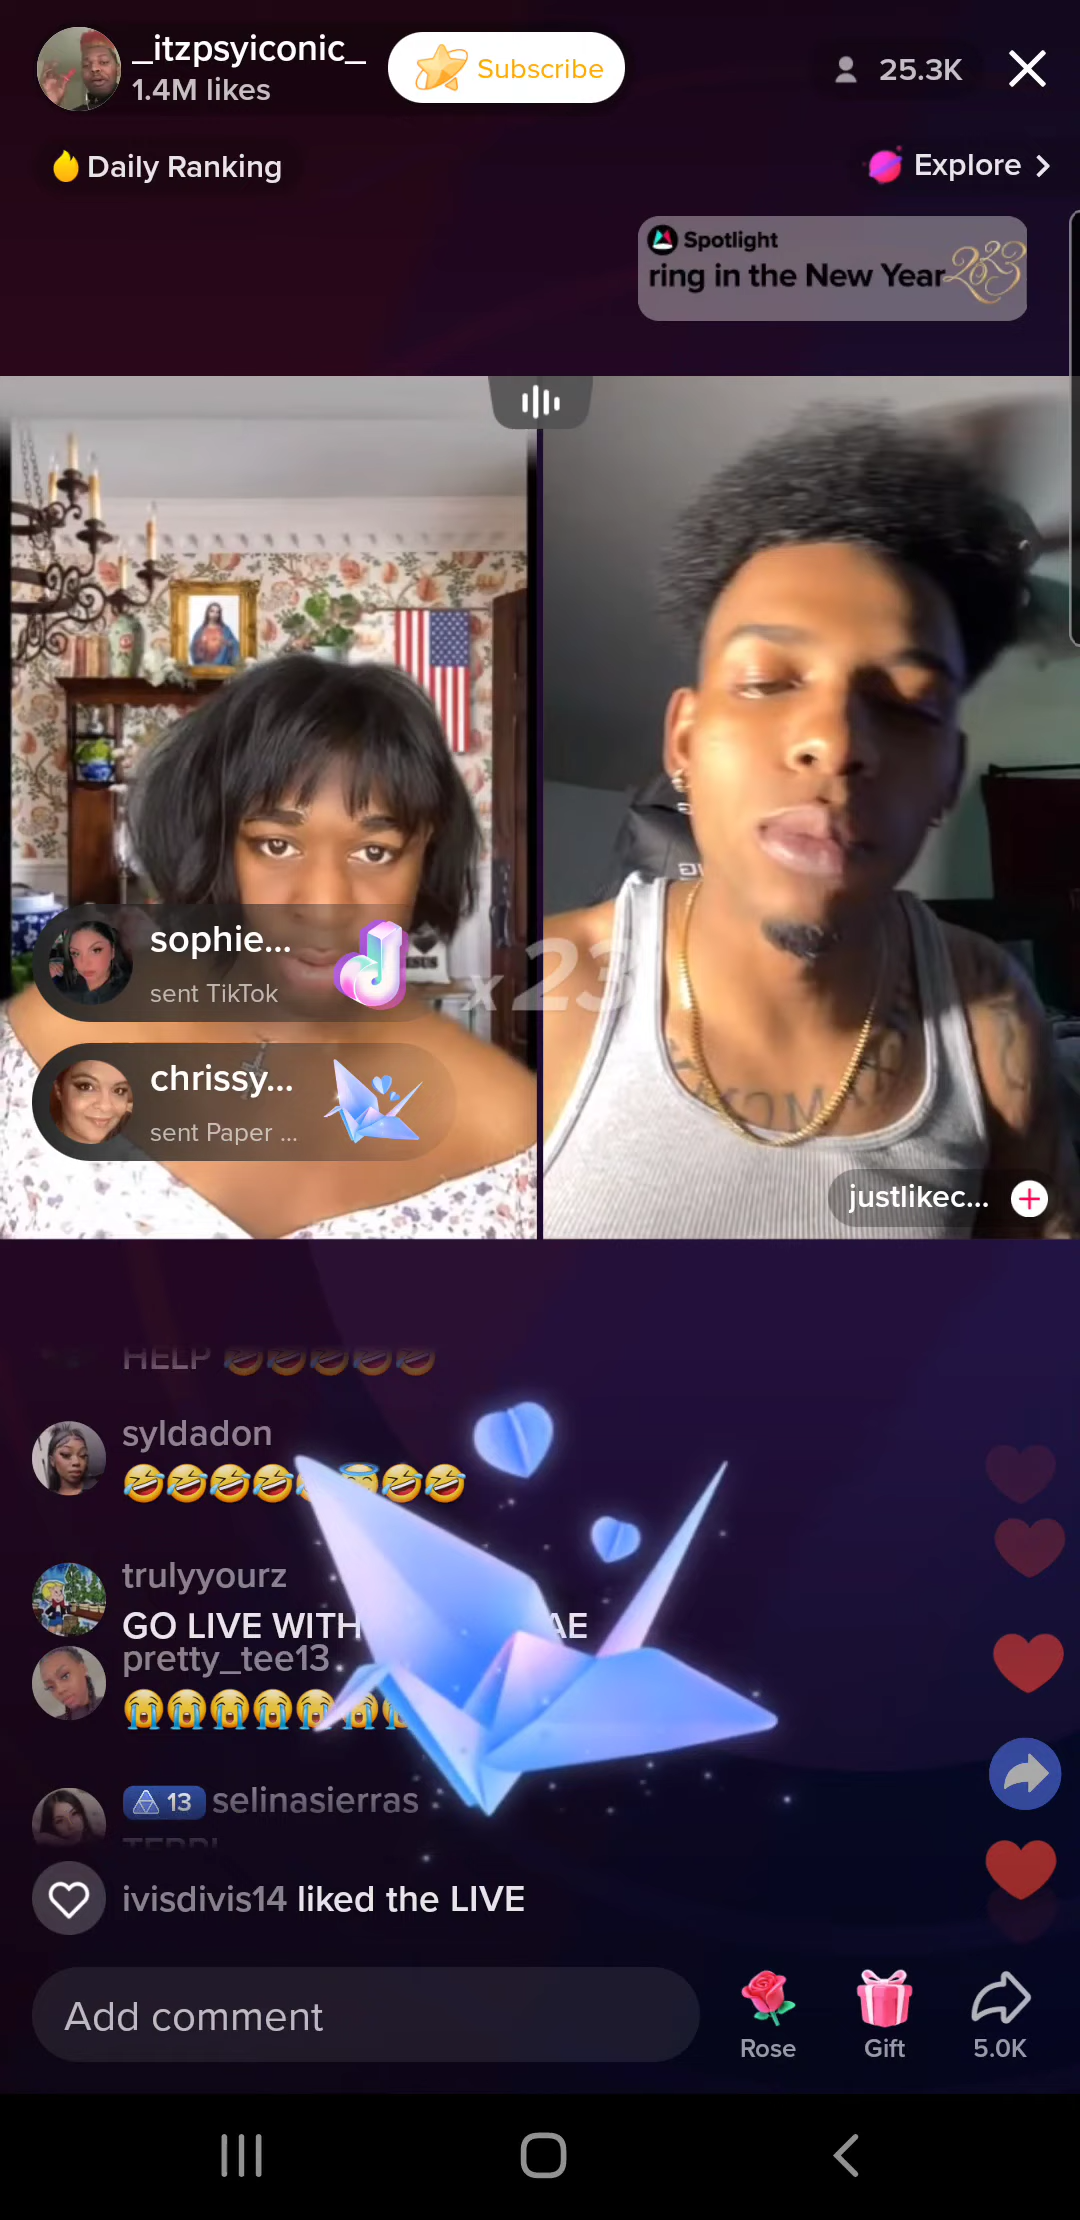 _itzpsyiconic_
1.4M likes
Subscribe
25.3K
Daily Ranking
Explore
Spotlight
ring in the New Year 2023
sophie...
sent TikTok
x23
chrissy...
sent Paper ...
justlikec...
HELP 🤣🤣🤣🤣🤣
syldadon
🤣🤣🤣🤣🤣😇🤣🤣
trulyyourz
GO LIVE WITH
pretty_tee13
😭😭😭😭😭😭😭
13 selinasierras
ivisdivis14 liked the LIVE
Add comment
Rose
Gift
5.0K